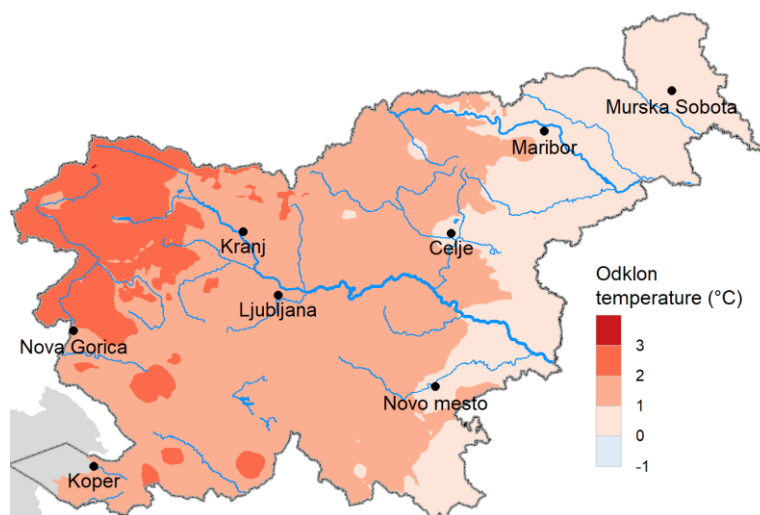 Murska Sobota
Maribor
Kranj
Celje
Ljubljana
Nova Gorica
Novo mesto
Koper
Odklon
temperature (°C)
3
2
1
0
-1